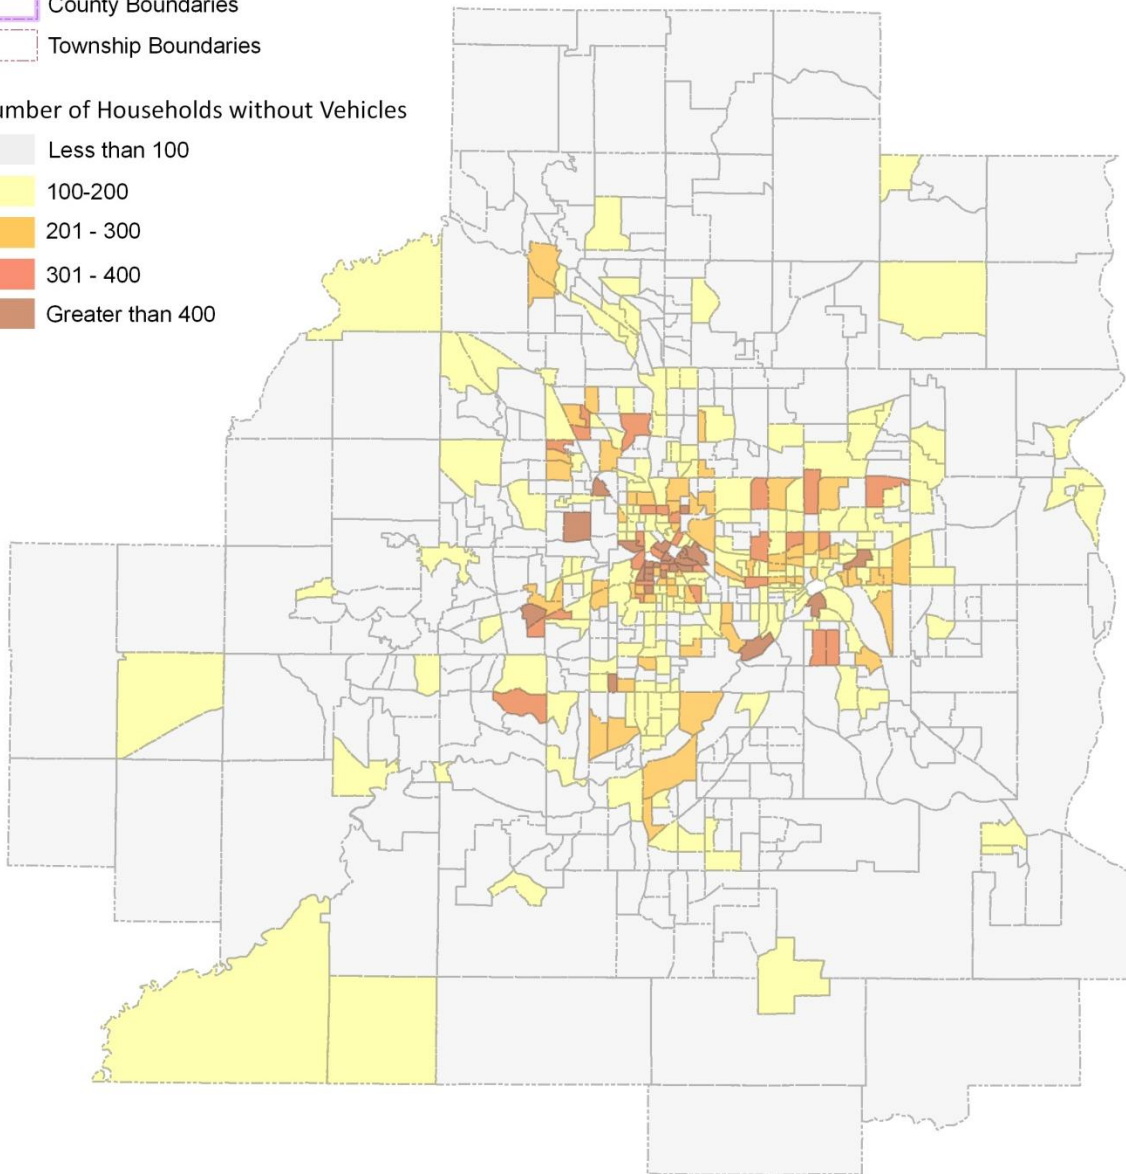 County Boundaries
Township Boundaries
umber of Households without Vehicles
Less than 100
100-200
201 - 300
301 - 400
Greater than 400